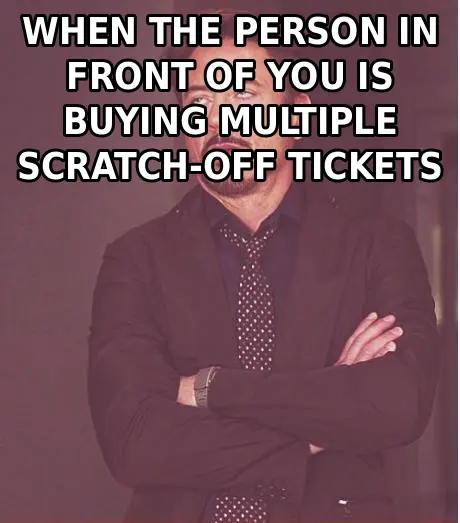 WHEN THE PERSON IN
FRONT OF YOU IS
BUYING MULTIPLE
SCRATCH-OFF TICKETS